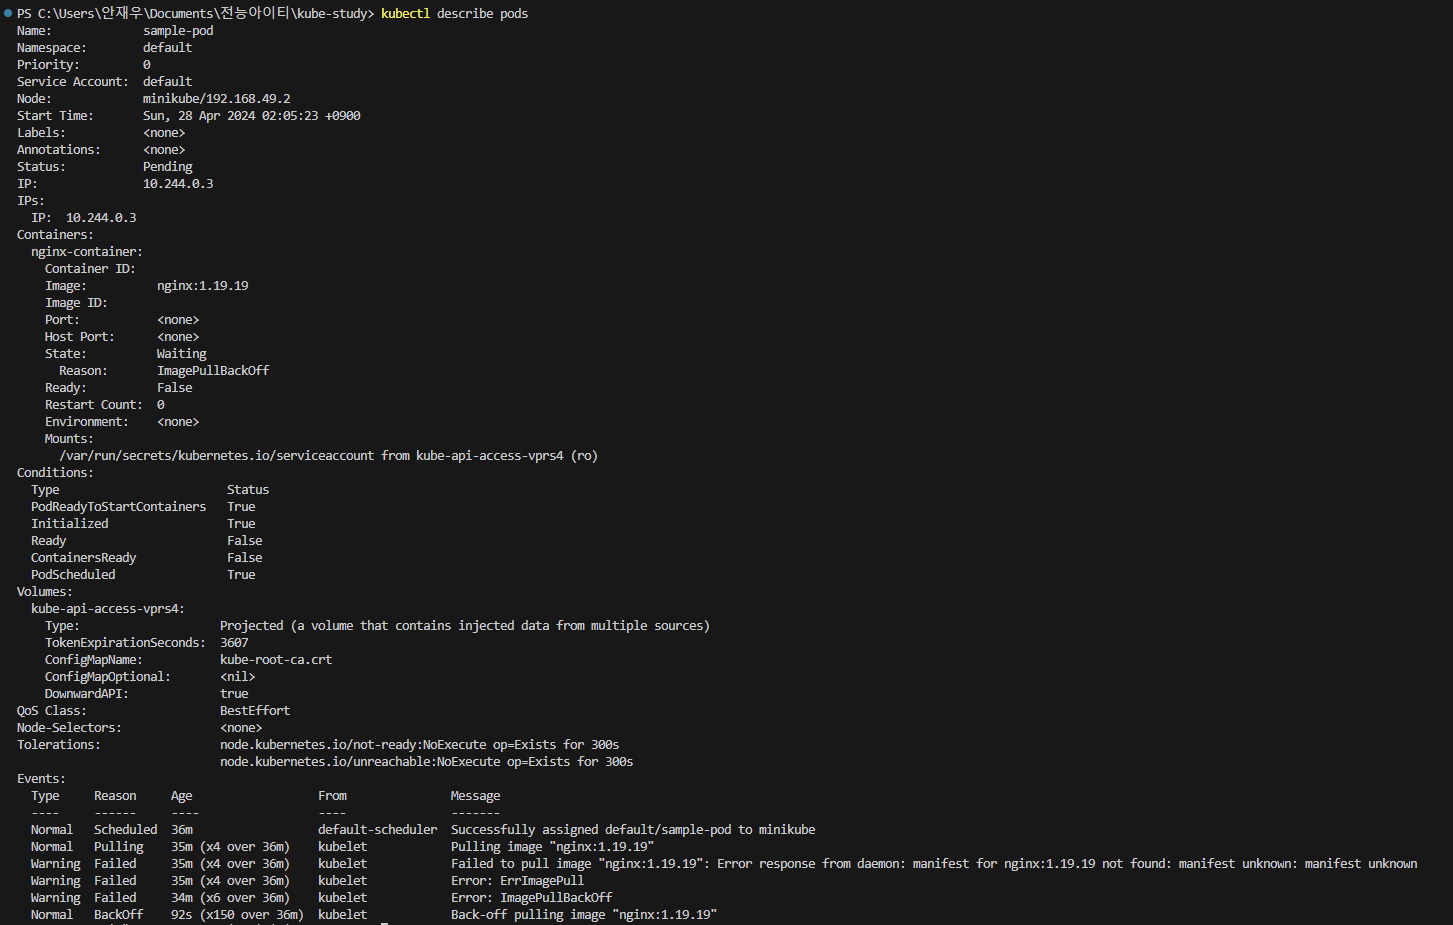 PS C:\Users\안재우\Documents\전능아이티\kube-study> kubectl describe pods
Name:             sample-pod
Namespace:        default
Priority:         0
Service Account:  default
Node:             minikube/192.168.49.2
Start Time:       Sun, 28 Apr 2024 02:05:23 +0900
Labels:           <none>
Annotations:      <none>
Status:           Pending
IP:               10.244.0.3
IPs:
  IP:  10.244.0.3
Containers:
  nginx-container:
    Container ID:
    Image:          nginx:1.19.19
    Image ID:
    Port:           <none>
    Host Port:      <none>
    State:          Waiting
      Reason:       ImagePullBackOff
    Ready:          False
    Restart Count:  0
    Environment:    <none>
    Mounts:
      /var/run/secrets/kubernetes.io/serviceaccount from kube-api-access-vprs4 (ro)
Conditions:
  Type                        Status
  PodReadyToStartContainers   True
  Initialized                 True
  Ready                       False
  ContainersReady             False
  PodScheduled                True
Volumes:
  kube-api-access-vprs4:
    Type:                    Projected (a volume that contains injected data from multiple sources)
    TokenExpirationSeconds:  3607
    ConfigMapName:           kube-root-ca.crt
    ConfigMapOptional:       <nil>
    DownwardAPI:             true
QoS Class:                   BestEffort
Node-Selectors:              <none>
Tolerations:                 node.kubernetes.io/not-ready:NoExecute op=Exists for 300s
                             node.kubernetes.io/unreachable:NoExecute op=Exists for 300s
Events:
  Type     Reason     Age                  From               Message
  ----     ------     ----                 ----               -------
  Normal   Scheduled  36m                  default-scheduler  Successfully assigned default/sample-pod to minikube
  Normal   Pulling    35m (x4 over 36m)    kubelet            Pulling image "nginx:1.19.19"
  Warning  Failed     35m (x4 over 36m)    kubelet            Failed to pull image "nginx:1.19.19": Error response from daemon: manifest for nginx:1.19.19 not found: manifest unknown: manifest unknown
  Warning  Failed     35m (x4 over 36m)    kubelet            Error: ErrImagePull
  Warning  Failed     34m (x6 over 36m)    kubelet            Error: ImagePullBackOff
  Normal   BackOff    92s (x150 over 36m)  kubelet            Back-off pulling image "nginx:1.19.19"